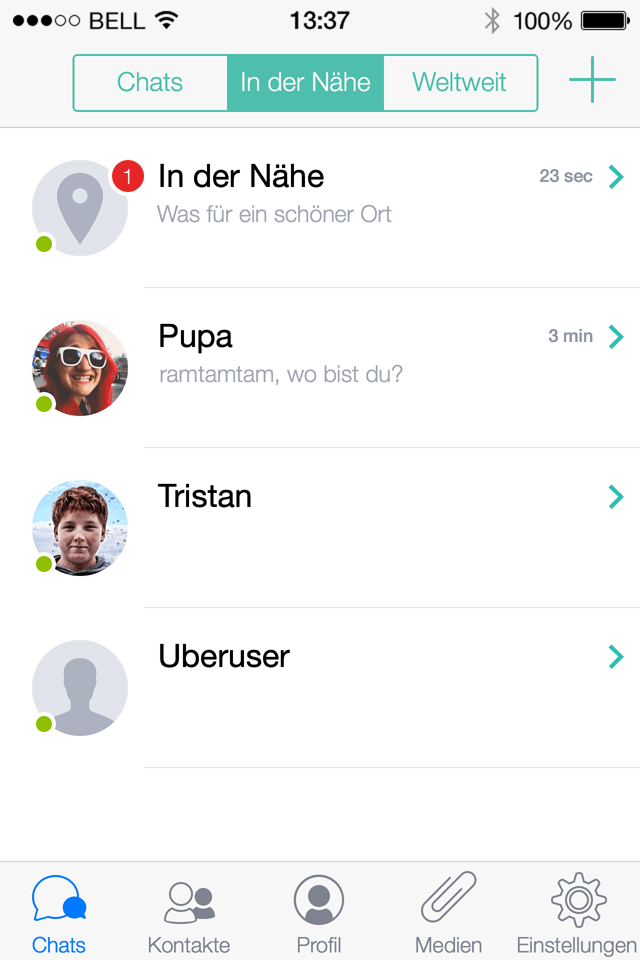 BELL 13:37 100%
Chats In der Nähe Weltweit
1 In der Nähe 23 sec
Was für ein schöner Ort
Pupa 3 min
ramtamtam, wo bist du?
Tristan
Uberuser
Chats Kontakte Profil Medien Einstellungen